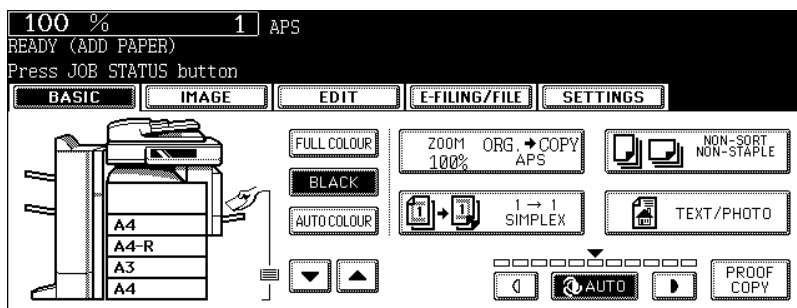 100 % 1 APS
READY (ADD PAPER)
Press JOB STATUS button
BASIC IMAGE EDIT E-FILING/FILE SETTINGS
FULL COLOUR
BLACK
AUTO COLOUR
ZOOM ORG.➔COPY
100% APS
NON-SORT
NON-STAPLE
1 1
1 → 1
SIMPLEX
TEXT/PHOTO
A4
A4-R
A3
A4
AUTO
PROOF
COPY